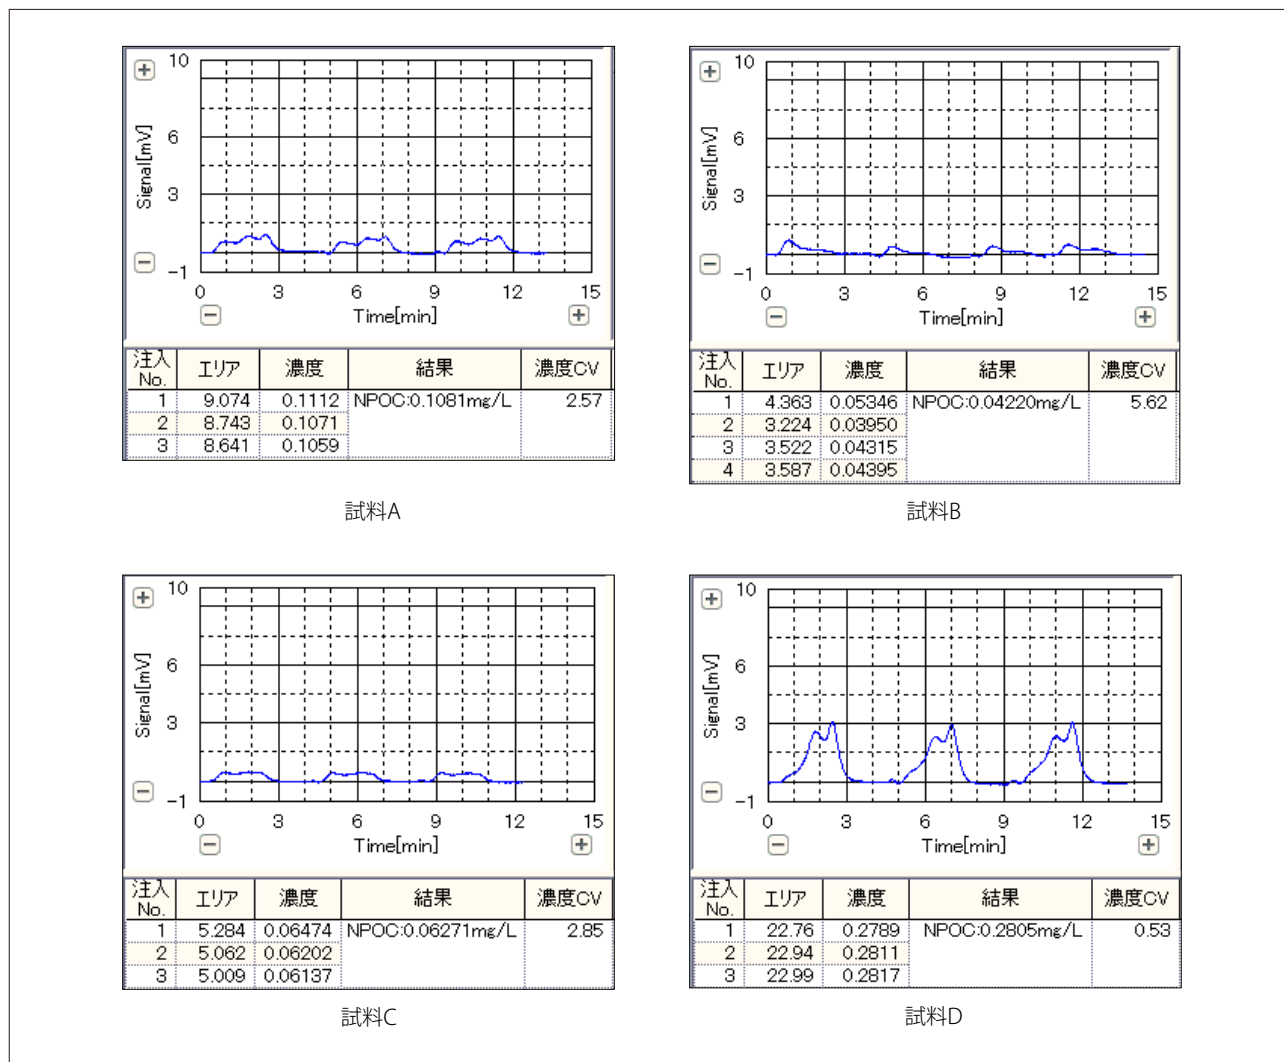 10
6
3
−1
Signal[mV]
0 3 6 9 12 15
Time[min]
注入No. エリア 濃度 結果 濃度CV
1 9.074 0.1112 NPOC:0.1081mg/L 2.57
2 8.743 0.1071
3 8.641 0.1059
試料A
10
6
3
−1
Signal[mV]
0 3 6 9 12 15
Time[min]
注入No. エリア 濃度 結果 濃度CV
1 4.363 0.05346 NPOC:0.04220mg/L 5.62
2 3.224 0.03950
3 3.522 0.04315
4 3.587 0.04395
試料B
10
6
3
−1
Signal[mV]
0 3 6 9 12 15
Time[min]
注入No. エリア 濃度 結果 濃度CV
1 5.284 0.06474 NPOC:0.06271mg/L 2.85
2 5.062 0.06202
3 5.009 0.06137
試料C
10
6
3
−1
Signal[mV]
0 3 6 9 12 15
Time[min]
注入No. エリア 濃度 結果 濃度CV
1 22.76 0.2789 NPOC:0.2805mg/L 0.53
2 22.94 0.2811
3 22.99 0.2817
試料D